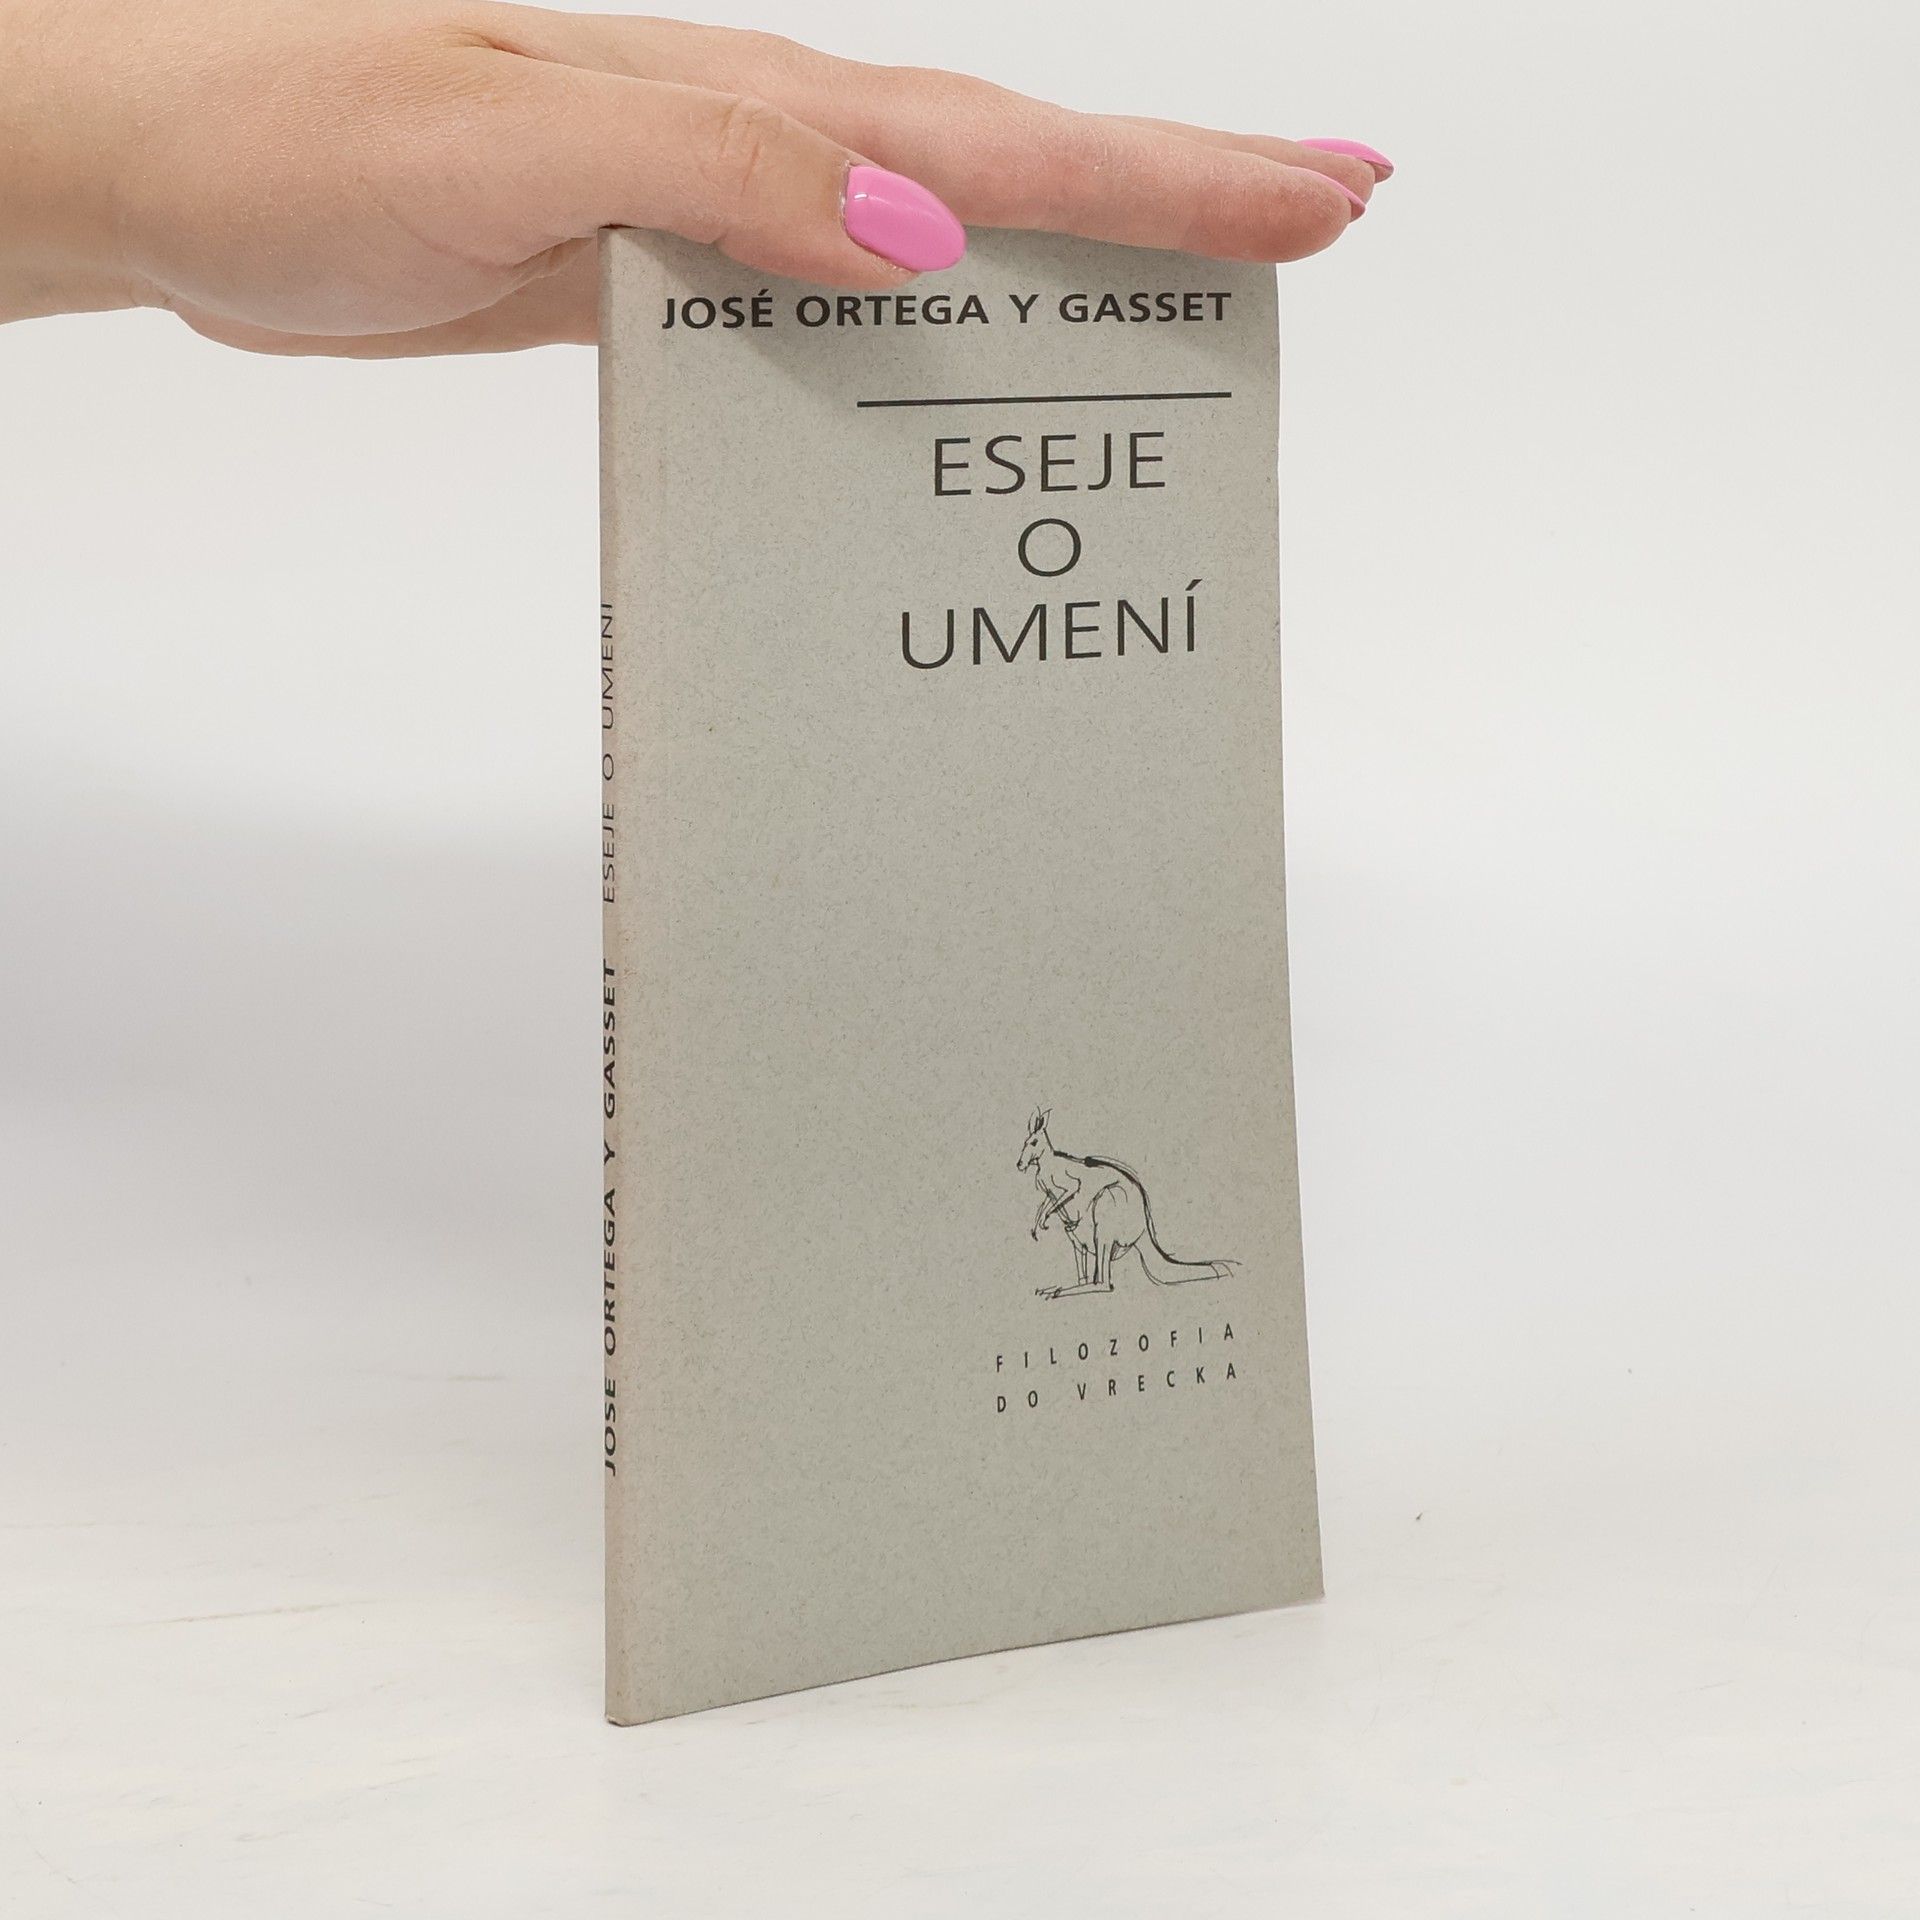 JOSÉ ORTEGA Y GASSET
ESEJE
O
UMENÍ
FILOZOFIA
DO VRECKA
JOSÉ ORTEGA Y GASSET ESEJE O UMENÍ